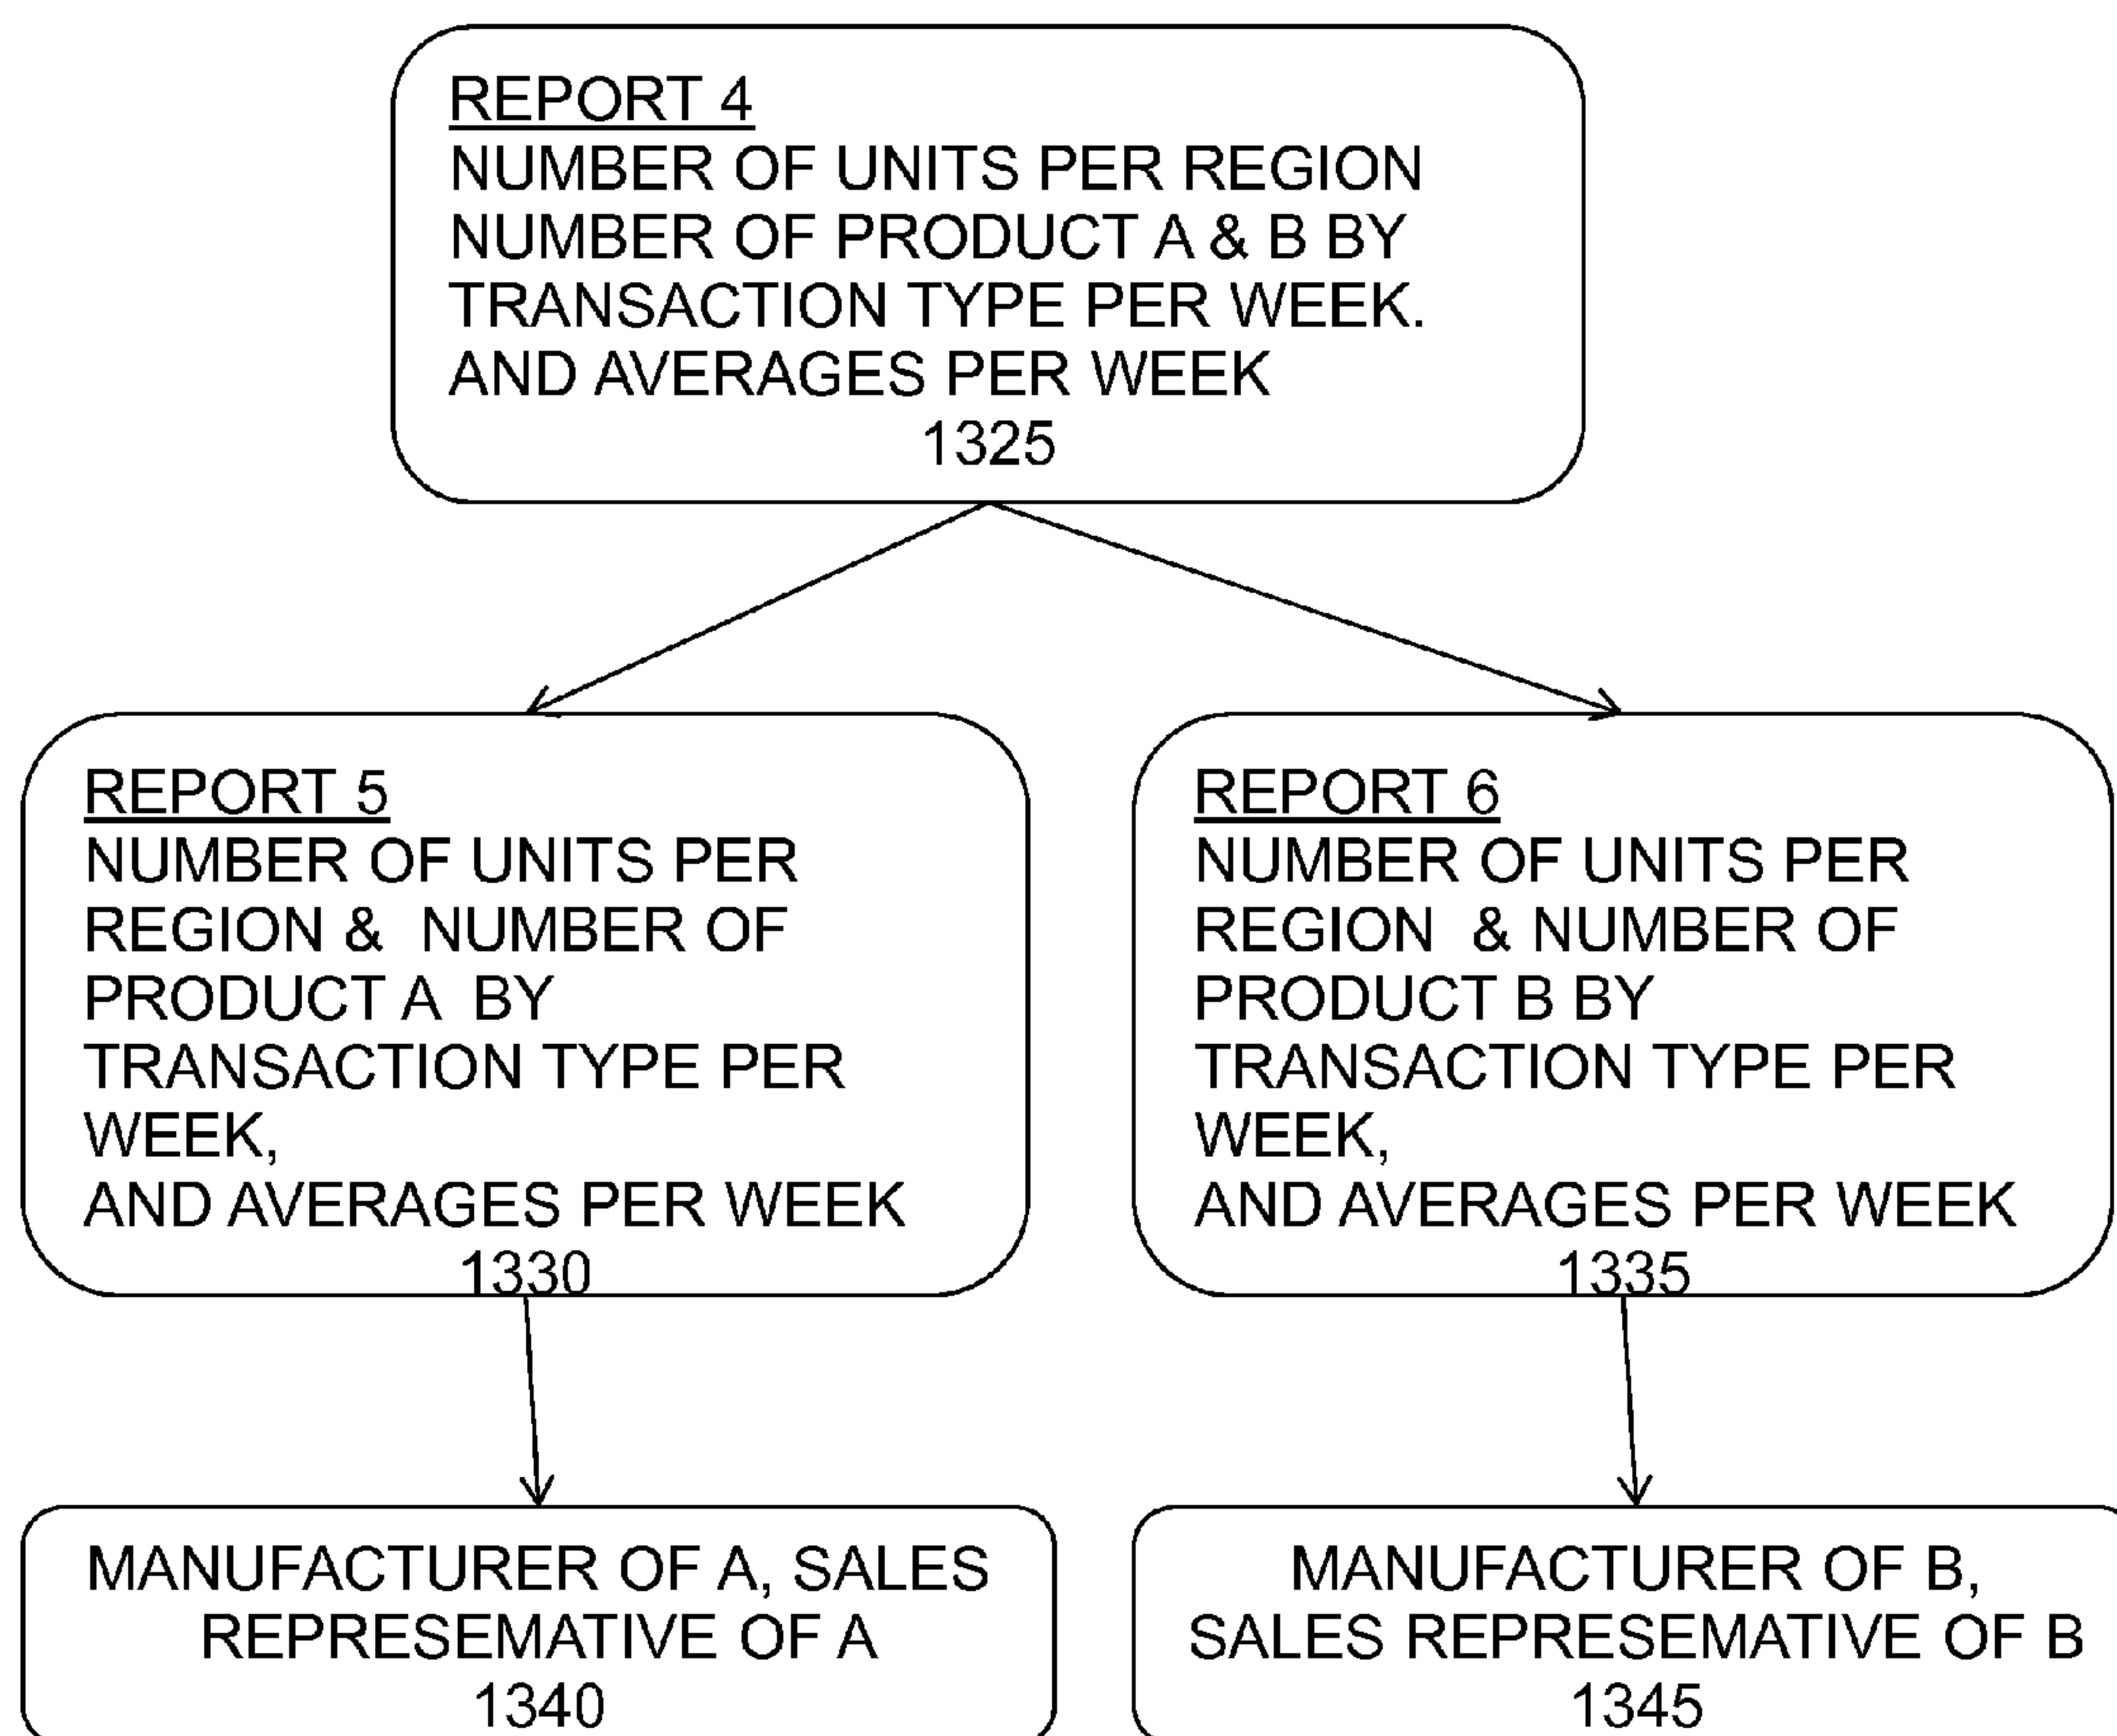 REPORT 4
NUMBER OF UNITS PER REGION
NUMBER OF PRODUCT A & B BY
TRANSACTION TYPE PER WEEK.
AND AVERAGES PER WEEK
1325
REPORT 5
NUMBER OF UNITS PER
REGION & NUMBER OF
PRODUCT A BY
TRANSACTION TYPE PER
WEEK,
AND AVERAGES PER WEEK
1330
REPORT 6
NUMBER OF UNITS PER
REGION & NUMBER OF
PRODUCT B BY
TRANSACTION TYPE PER
WEEK,
AND AVERAGES PER WEEK
1335
MANUFACTURER OF A, SALES
REPRESEMATIVE OF A
1340
MANUFACTURER OF B,
SALES REPRESEMATIVE OF B
1345